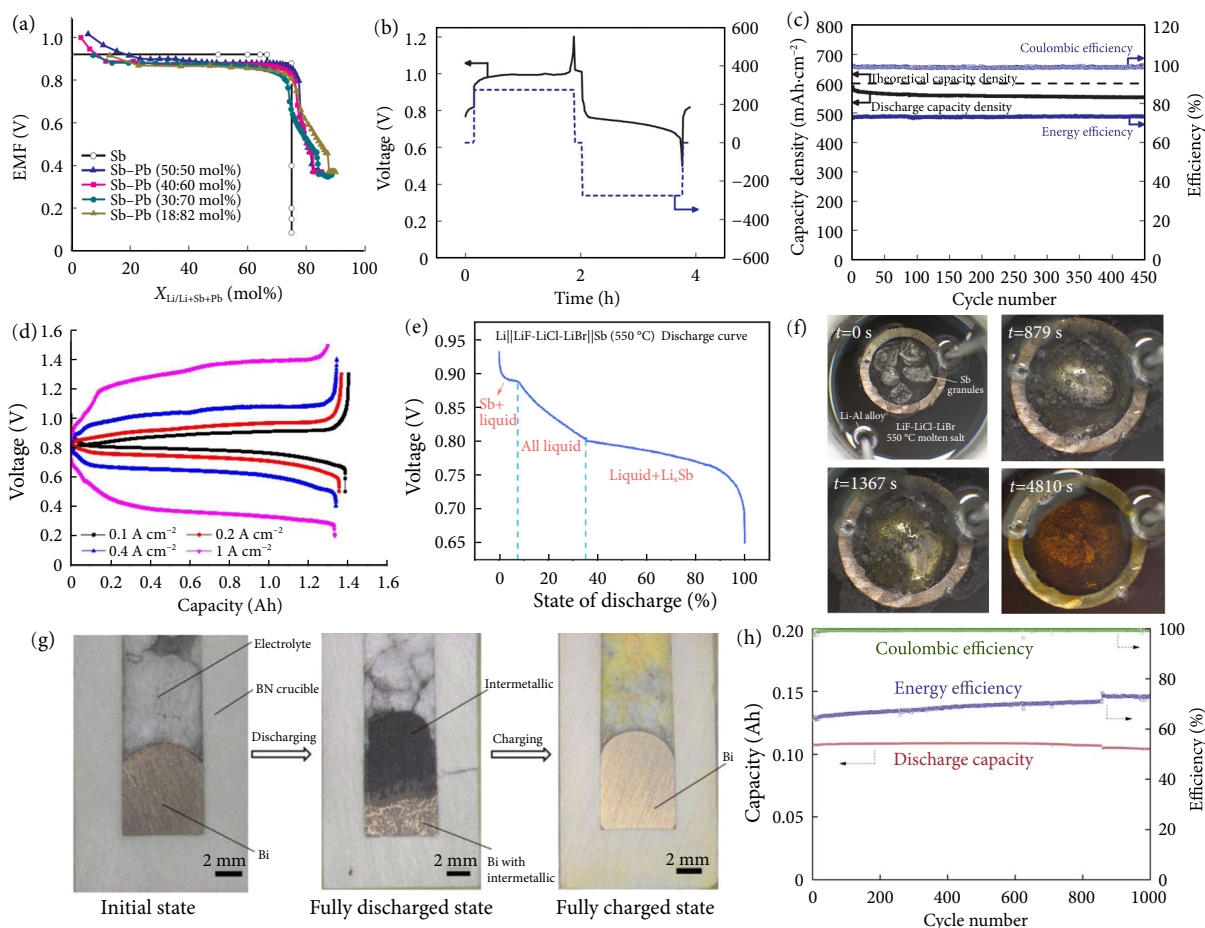 (a)
1.0
0.8
0.6
0.4
0.2
0
EMF (V)
Sb
Sb–Pb (50:50 mol%)
Sb–Pb (40:60 mol%)
Sb–Pb (30:70 mol%)
Sb–Pb (18:82 mol%)
0 20 40 60 80 100
X Li/Li+Sb+Pb (mol%)
(b)
1.2
1.0
0.8
0.6
0.4
0.2
0
Voltage (V)
600
400
200
0
−200
−400
−600
0 2 4
Time (h)
(c)
800
700
600
500
400
300
200
100
0
Capacity density (mAh·cm−2)
Coulombic efficiency
Theoretical capacity density
Discharge capacity density
Energy efficiency
120
100
80
60
40
20
0
Efficiency (%)
0 50 100 150 200 250 300 350 400 450
Cycle number
(d)
1.6
1.4
1.2
1.0
0.8
0.6
0.4
0.2
0
Voltage (V)
0.1 A cm−2 0.2 A cm−2
0.4 A cm−2 1 A cm−2
0 0.2 0.4 0.6 0.8 1.0 1.2 1.4 1.6
Capacity (Ah)
(e)
0.95
0.90
0.85
0.80
0.75
0.70
0.65
Voltage (V)
Li||LiF-LiCl-LiBr||Sb (550 °C) Discharge curve
Sb+
liquid
All liquid
Liquid+LixSb
0 20 40 60 80 100
State of discharge (%)
(f)
t=0 s
Sb
granules
Li-Al alloy
LiF-LiCl-LiBr
550 °C molten salt
t=879 s
t=1367 s
t=4810 s
(g)
Electrolyte
BN crucible
Discharging
Bi
2 mm
Initial state
Intermetallic
Charging
Bi with
intermetallic
2 mm
Fully discharged state
Bi
2 mm
Fully charged state
(h)
0.20
0.15
0.10
0.05
0.00
Capacity (Ah)
Coulombic efficiency
Energy efficiency
Discharge capacity
100
80
60
40
20
0
Efficiency (%)
0 200 400 600 800 1000
Cycle number